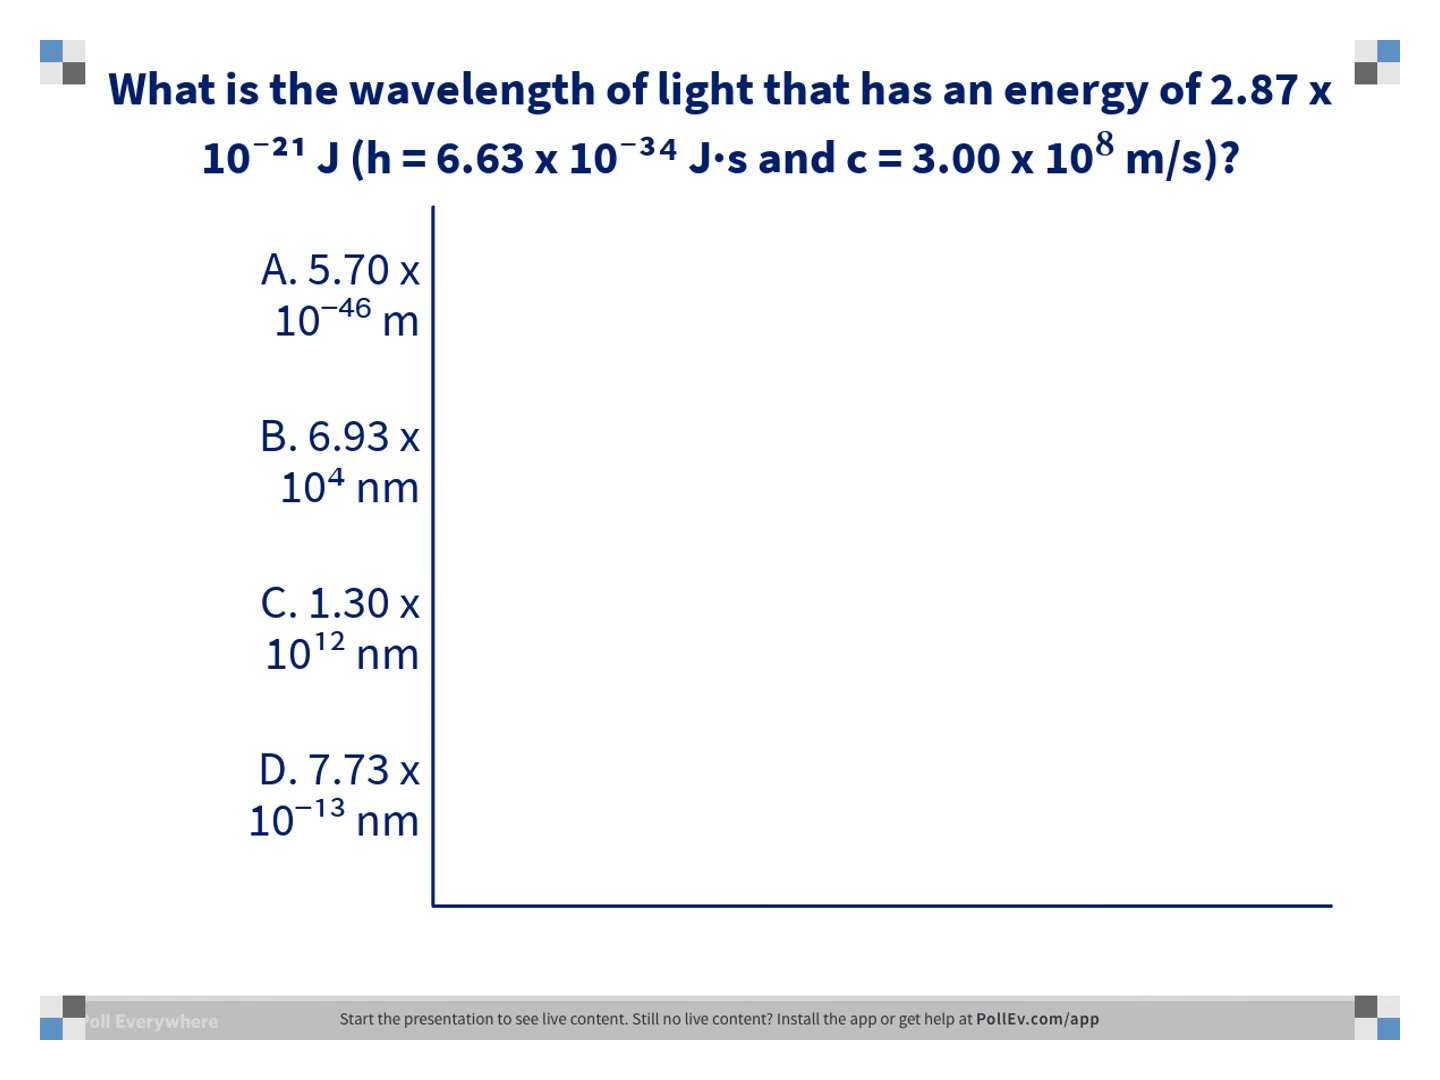 What is the wavelength of light that has an energy of 2.87 x
10⁻²¹ J (h = 6.63 x 10⁻³⁴ J·s and c = 3.00 x 10⁸ m/s)?
A. 5.70 x
10⁻⁴⁶ m
B. 6.93 x
10⁴ nm
C. 1.30 x
10¹² nm
D. 7.73 x
10⁻¹³ nm
Poll Everywhere
Start the presentation to see live content. Still no live content? Install the app or get help at PollEv.com/app